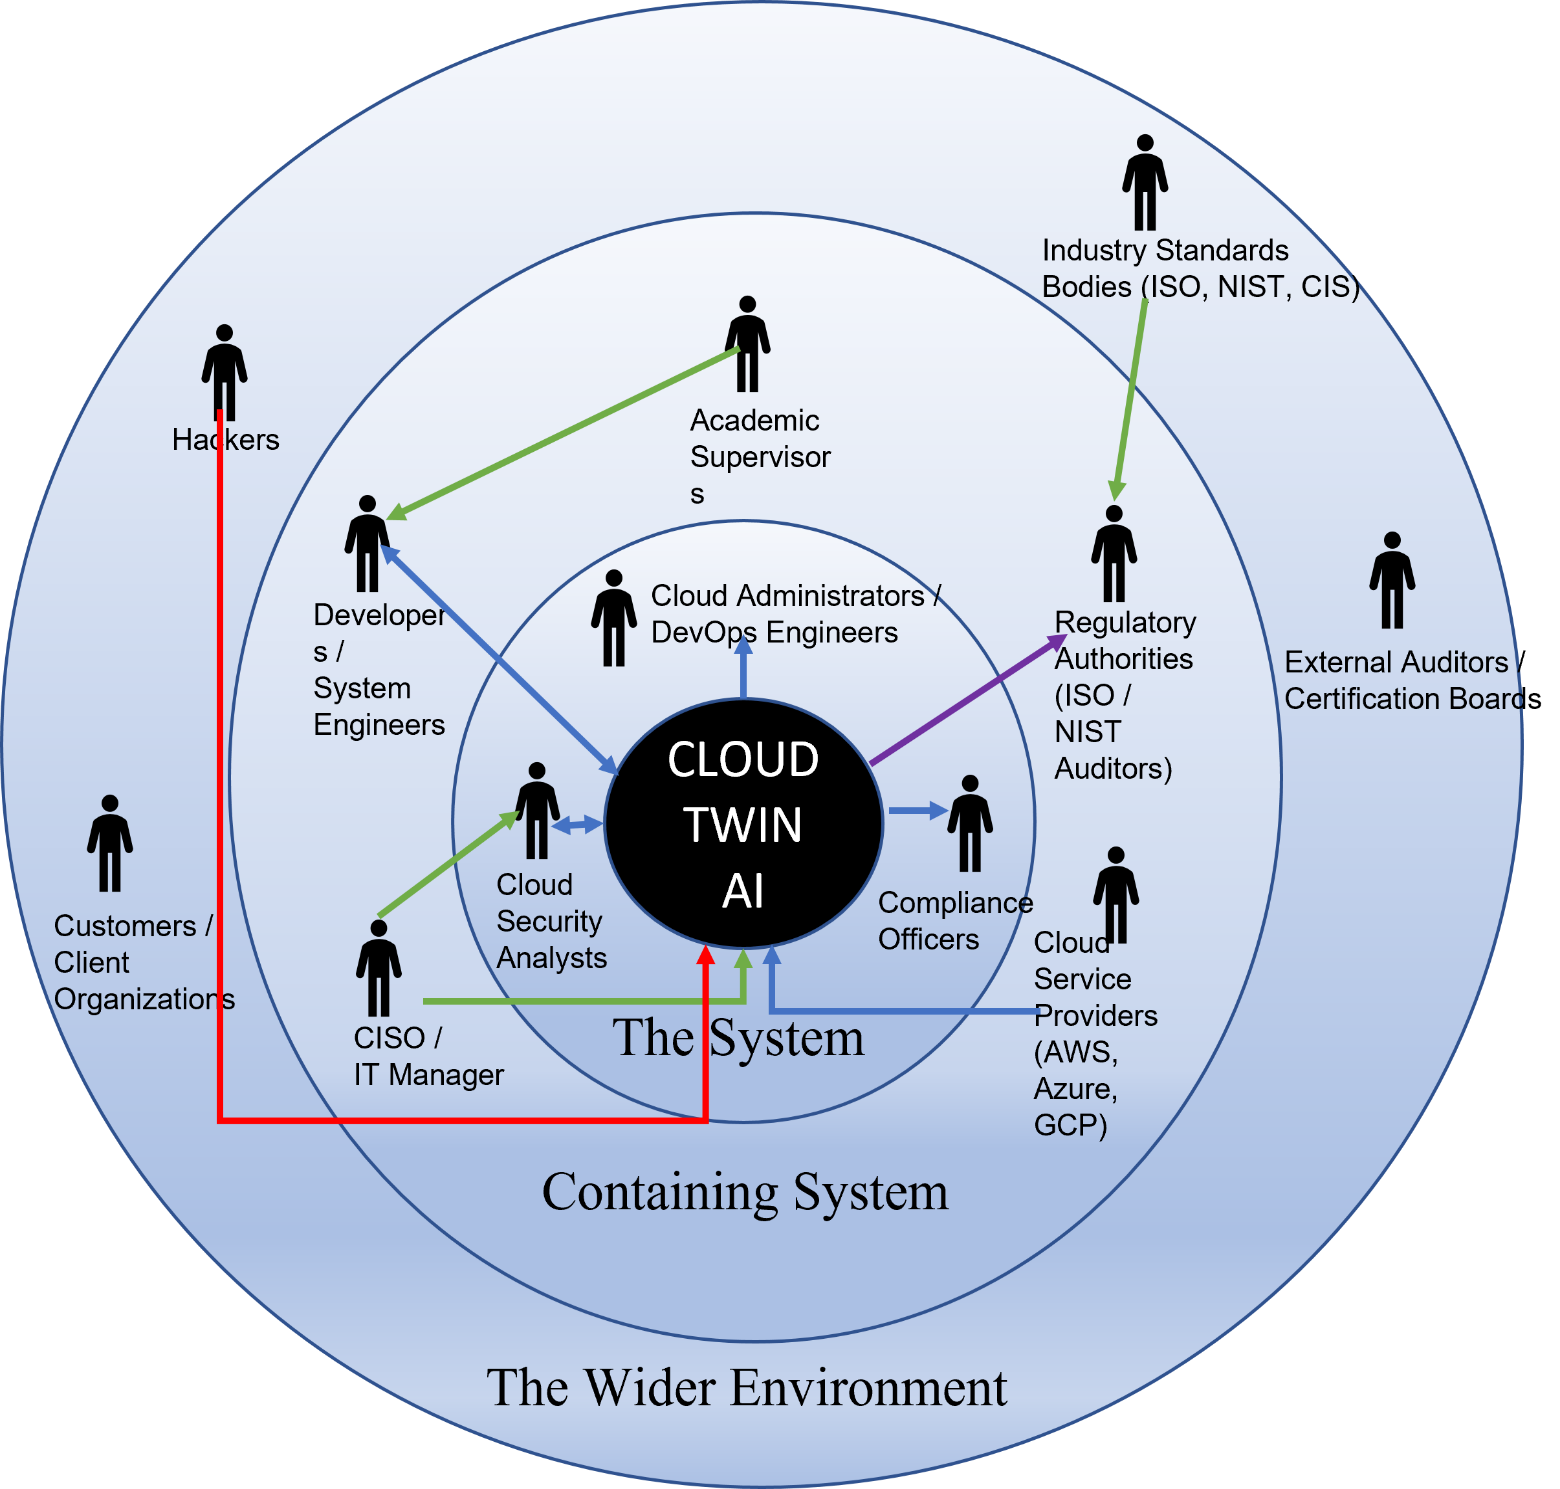 Industry Standards
Bodies (ISO, NIST, CIS)
Hackers
Academic
Supervisor
s
Developer
s /
System
Engineers
Cloud Administrators /
DevOps Engineers
Regulatory
Authorities
(ISO /
NIST
Auditors)
External Auditors /
Certification Boards
CLOUD
TWIN
AI
Cloud
Security
Analysts
Compliance
Officers
Customers /
Client
Organizations
Cloud
Service
Providers
(AWS,
Azure,
GCP)
CISO /
IT Manager
The System
Containing System
The Wider Environment